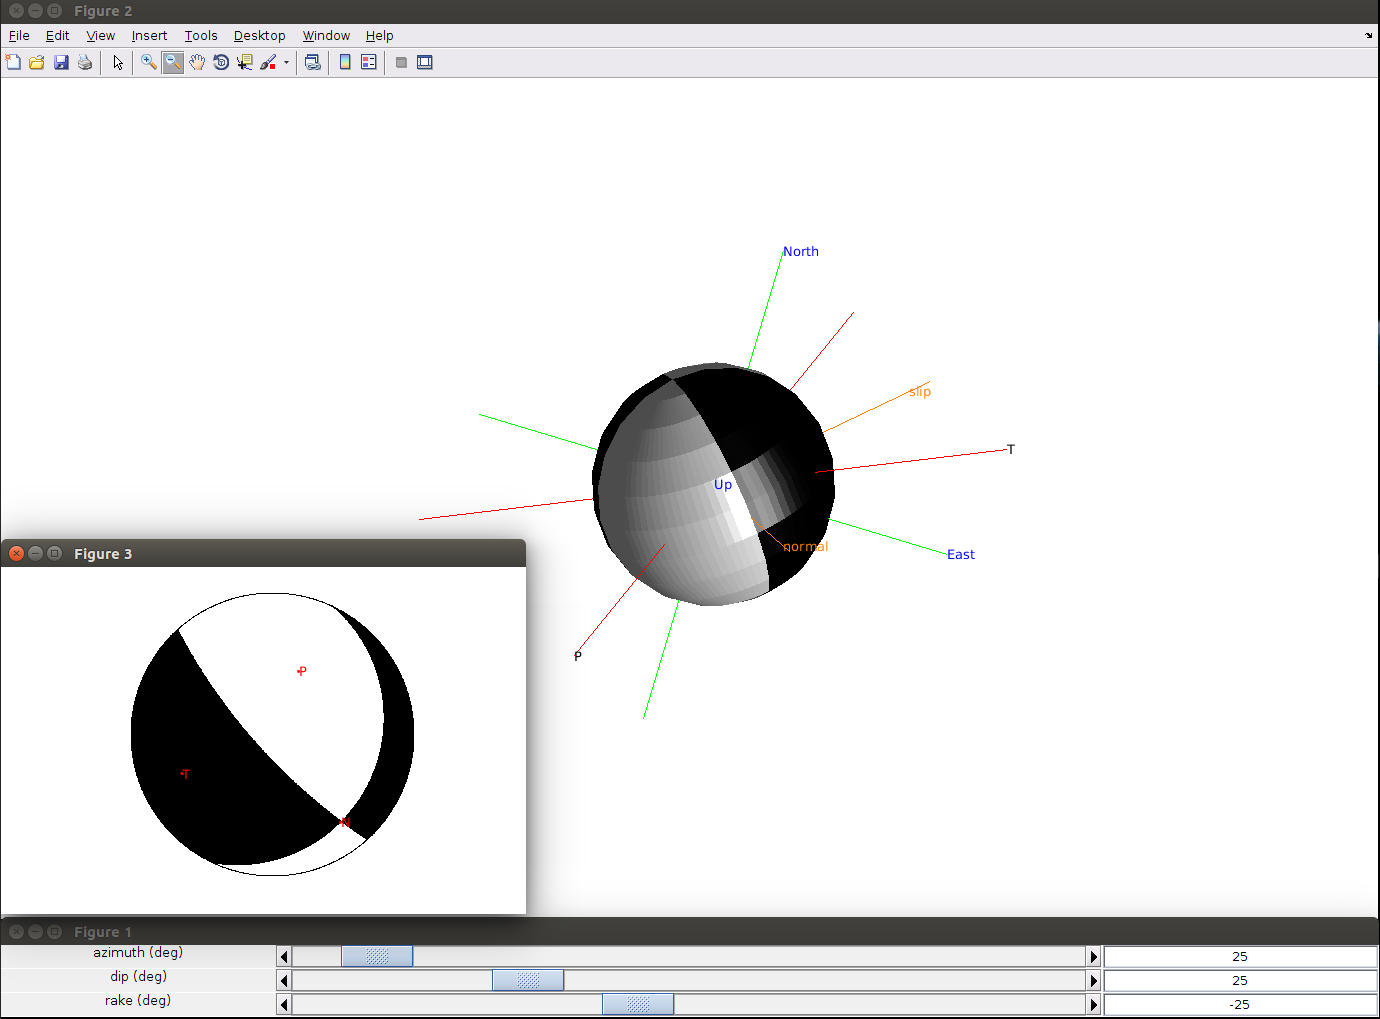 Figure 2
File Edit View Insert Tools Desktop Window Help
North
slip
T
Up
normal
East
P
Figure 3
P
T
N
Figure 1
azimuth (deg) 25
dip (deg) 25
rake (deg) -25